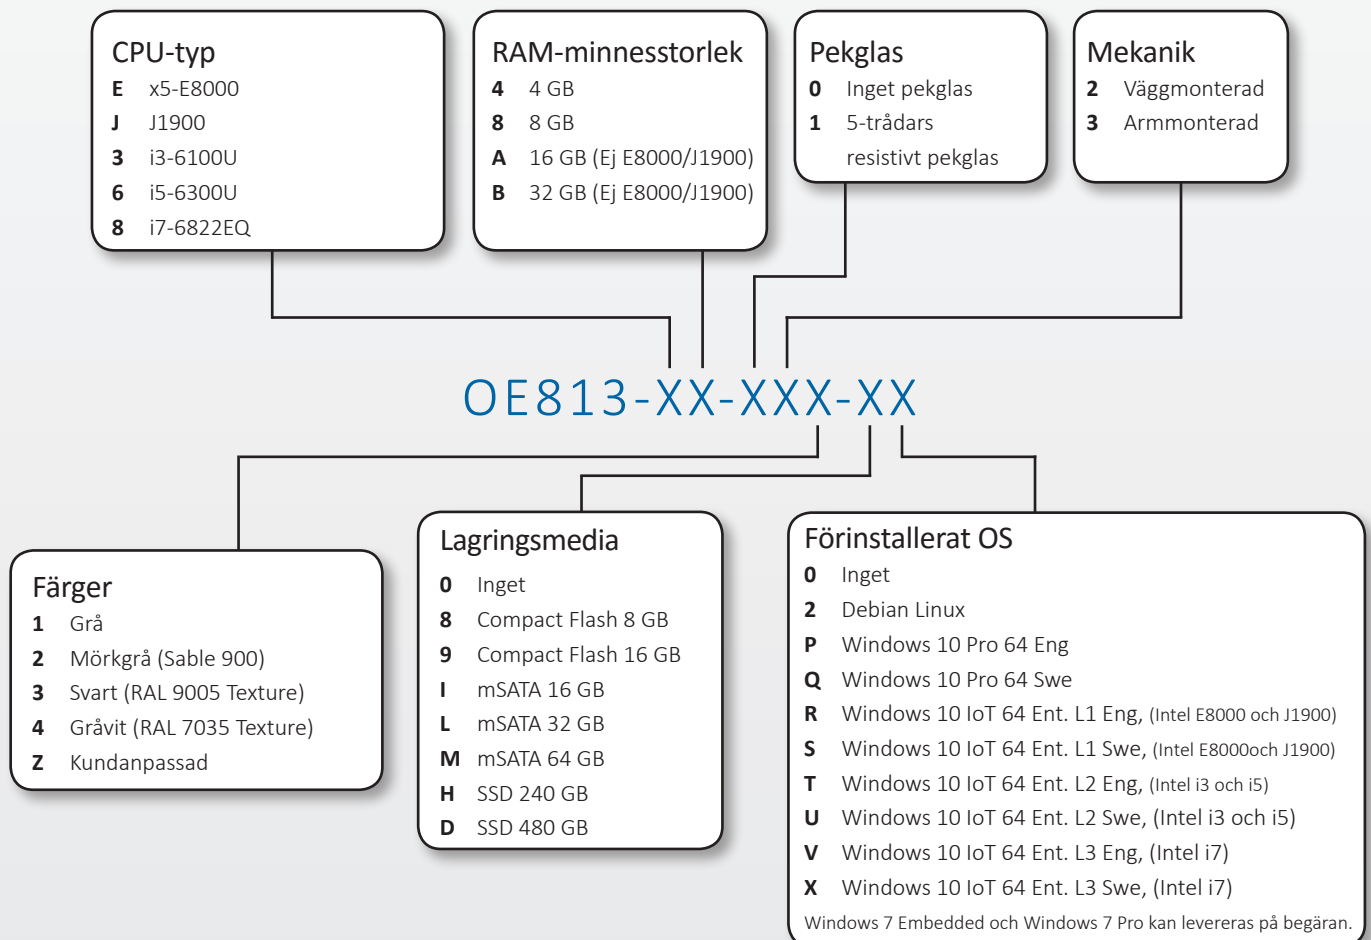 CPU-typ
E x5-E8000
J J1900
3 i3-6100U
6 i5-6300U
8 i7-6822EQ
RAM-minnesstorlek
4 4 GB
8 8 GB
A 16 GB (Ej E8000/J1900)
B 32 GB (Ej E8000/J1900)
Pekglas
0 Inget pekglas
1 5-trådars
resistivt pekglas
Mekanik
2 Väggmonterad
3 Armmonterad
OE813-XX-XXX-XX
Färger
1 Grå
2 Mörkgrå (Sable 900)
3 Svart (RAL 9005 Texture)
4 Gråvit (RAL 7035 Texture)
Z Kundanpassad
Lagringsmedia
0 Inget
8 Compact Flash 8 GB
9 Compact Flash 16 GB
I mSATA 16 GB
L mSATA 32 GB
M mSATA 64 GB
H SSD 240 GB
D SSD 480 GB
Förinstallerat OS
0 Inget
2 Debian Linux
P Windows 10 Pro 64 Eng
Q Windows 10 Pro 64 Swe
R Windows 10 IoT 64 Ent. L1 Eng, (Intel E8000 och J1900)
S Windows 10 IoT 64 Ent. L1 Swe, (Intel E8000och J1900)
T Windows 10 IoT 64 Ent. L2 Eng, (Intel i3 och i5)
U Windows 10 IoT 64 Ent. L2 Swe, (Intel i3 och i5)
V Windows 10 IoT 64 Ent. L3 Eng, (Intel i7)
X Windows 10 IoT 64 Ent. L3 Swe, (Intel i7)
Windows 7 Embedded och Windows 7 Pro kan levereras på begäran.